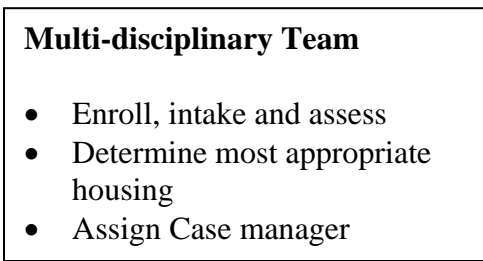 Multi-disciplinary Team
• Enroll, intake and assess
• Determine most appropriate
housing
• Assign Case manager